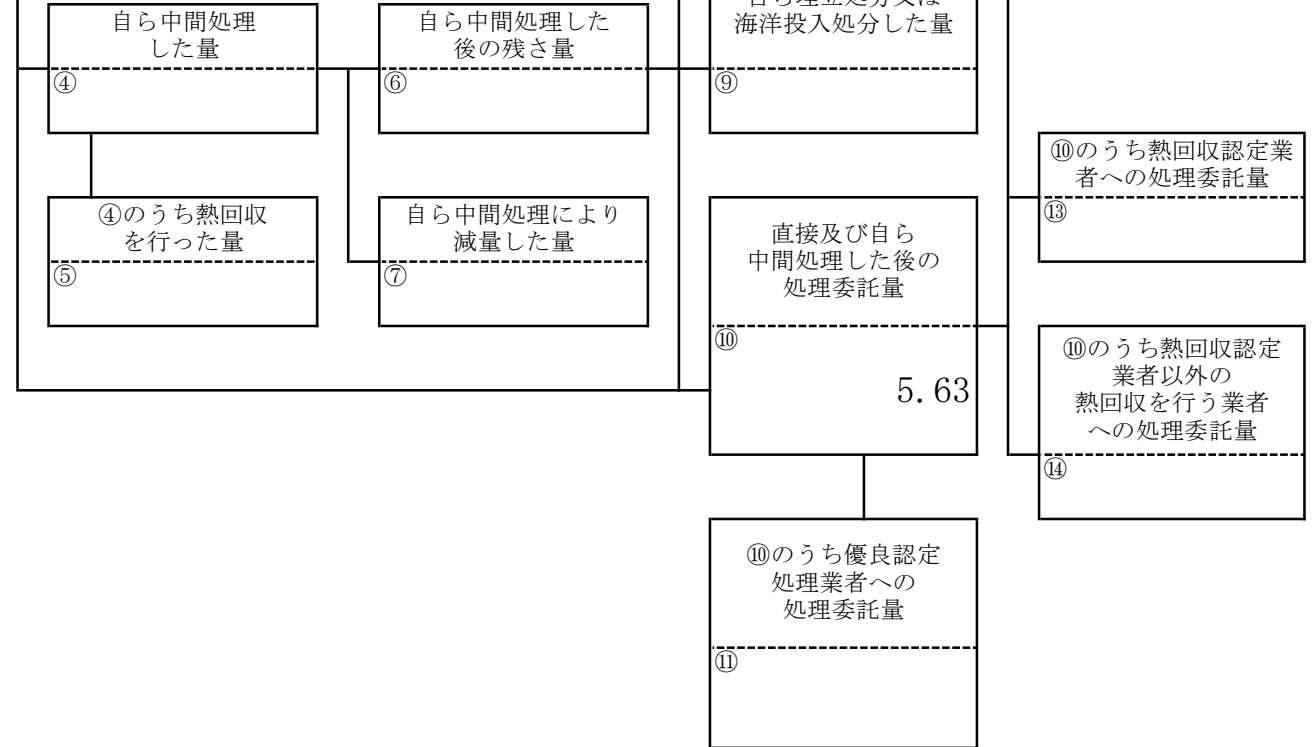 自ら中間処理
した量
④
自ら中間処理した
後の残さ量
⑥
自ら埋立処分又は
海洋投入処分した量
⑨
⑩のうち熱回収認定業
者への処理委託量
⑬
④のうち熱回収
を行った量
⑤
自ら中間処理により
減量した量
⑦
直接及び自ら
中間処理した後の
処理委託量
⑩
5.63
⑩のうち熱回収認定
業者以外の
熱回収を行う業者
への処理委託量
⑭
⑩のうち優良認定
処理業者への
処理委託量
⑪